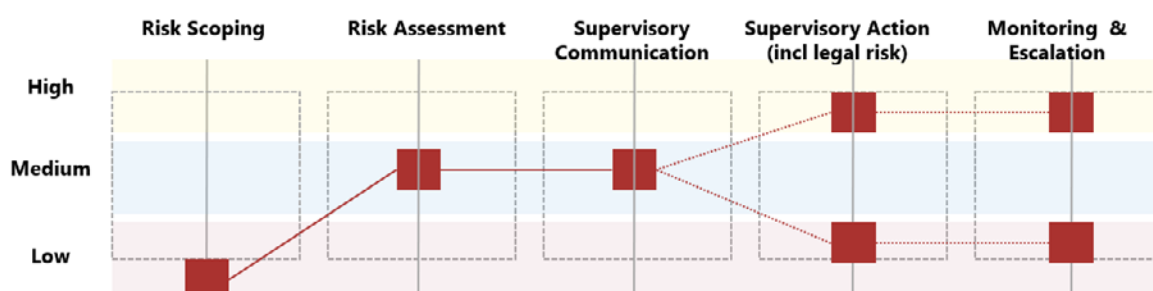 Risk Scoping
Risk Assessment
Supervisory
Communication
Supervisory Action
(incl legal risk)
Monitoring & 
Escalation
High
Medium
Low